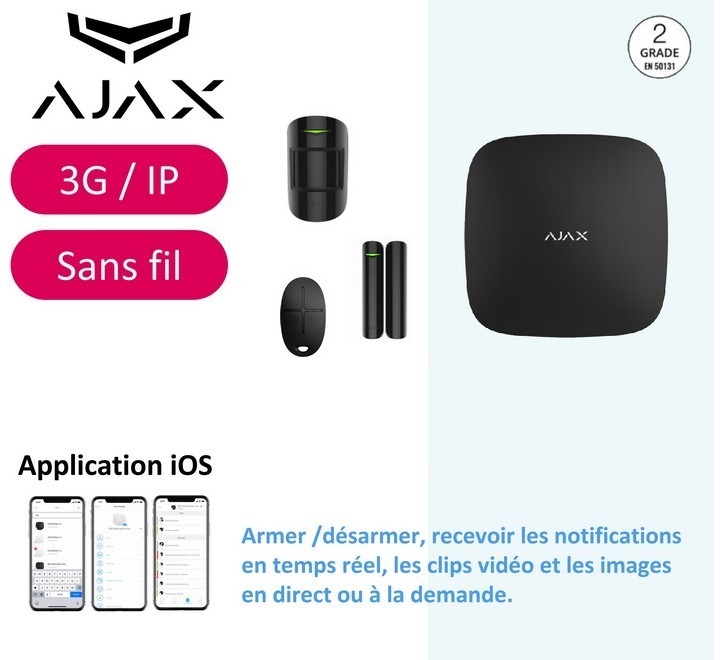 AJAX
2
GRADE
EN 50131
3G / IP
Sans fil
AJAX
Application iOS
Armer /désarmer, recevoir les notifications
en temps réel, les clips vidéo et les images
en direct ou à la demande.